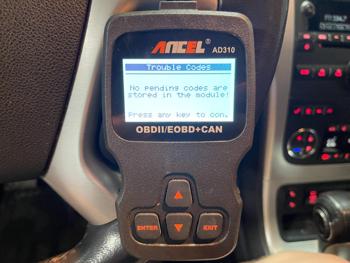 ANCEL®
AD310
Trouble Codes
No pending codes are
stored in the module!
Press any key to con.
OBDII/EOBD+CAN
ENTER
EXIT